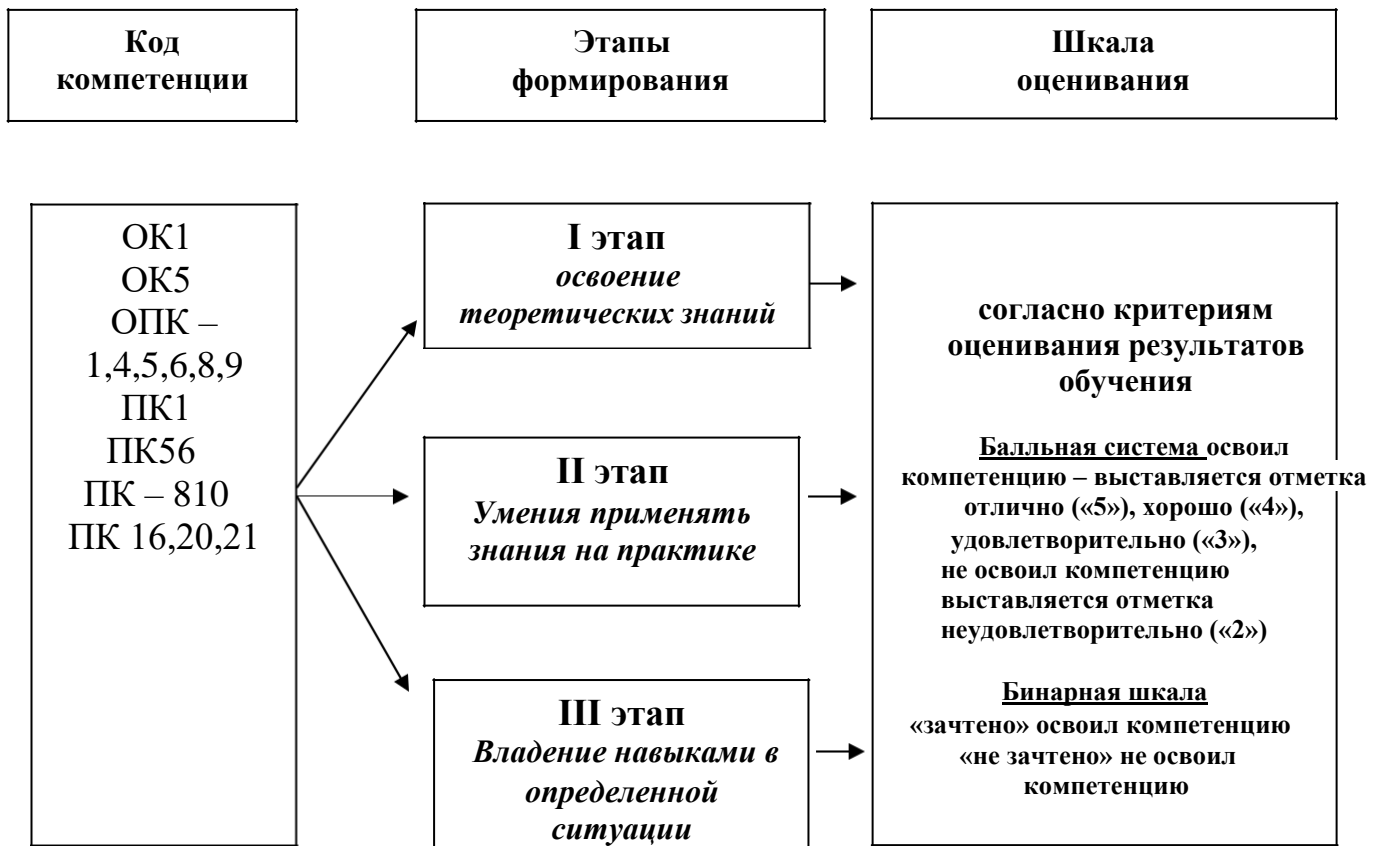 Код
компетенции
Этапы
формирования
Шкала
оценивания
ОК1
ОК5
ОПК –
1,4,5,6,8,9
ПК1
ПК56
ПК – 810
ПК 16,20,21
I этап
освоение
теоретических знаний
II этап
Умения применять
знания на практике
III этап
Владение навыками в
определенной
ситуации
согласно критериям
оценивания результатов
обучения
Балльная система освоил
компетенцию – выставляется отметка
отлично («5»), хорошо («4»),
удовлетворительно («3»),
не освоил компетенцию
выставляется отметка
неудовлетворительно («2»)
Бинарная шкала
«зачтено» освоил компетенцию
«не зачтено» не освоил
компетенцию